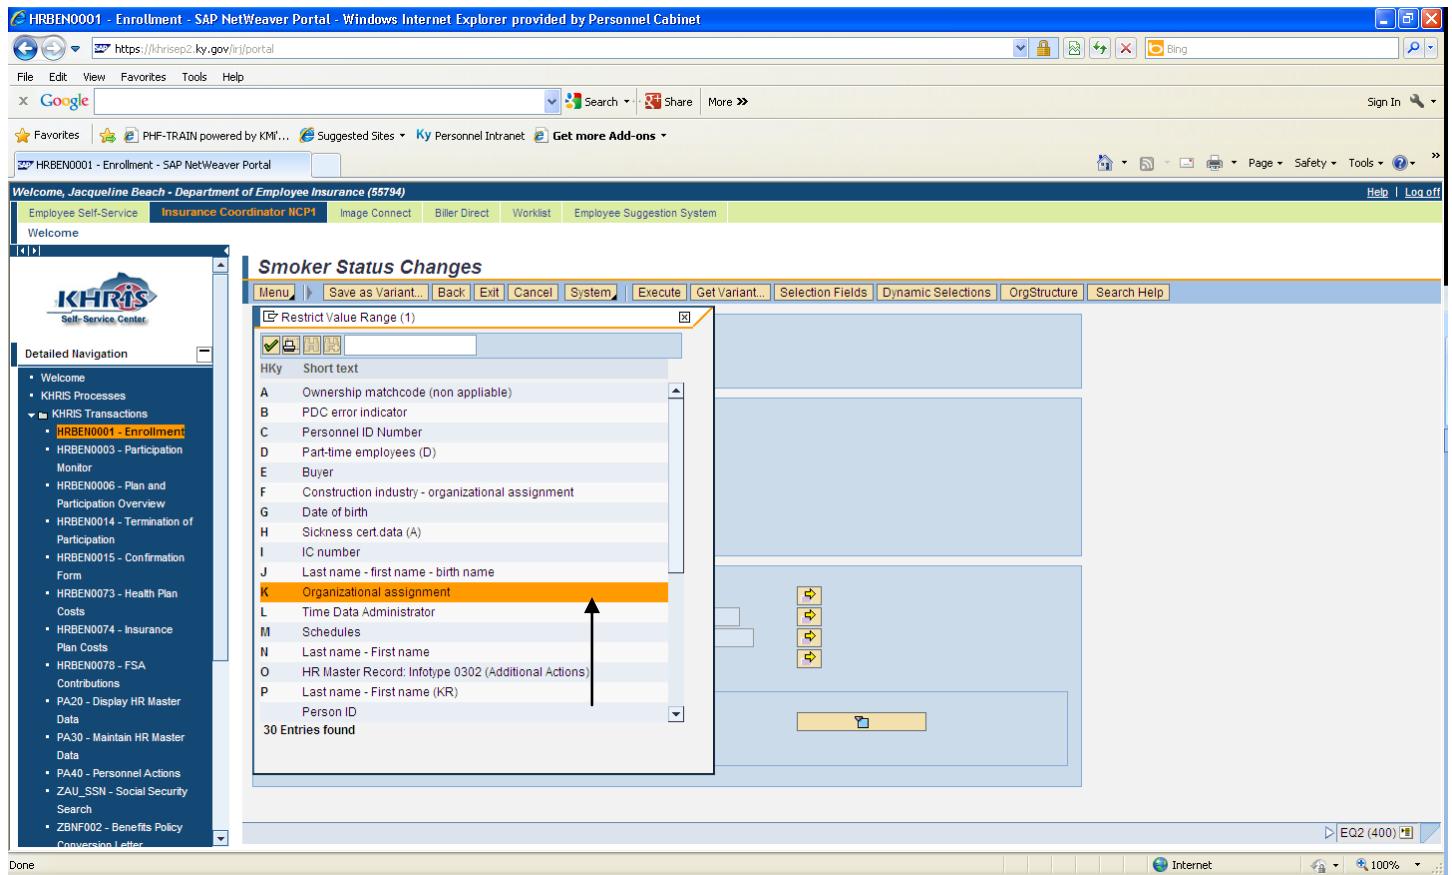 HRBEN0001 - Enrollment - SAP NetWeaver Portal - Windows Internet Explorer provided by Personnel Cabinet
https://khrisep2.ky.gov/irj/portal
Bing
File Edit View Favorites Tools Help
x Google Search Share More »
Sign In
Favorites PHF-TRAIN powered by KMi'... Suggested Sites Ky Personnel Intranet Get more Add-ons
HRBEN0001 - Enrollment - SAP NetWeaver Portal
Page Safety Tools »
Welcome, Jacqueline Beach - Department of Employee Insurance (55794)
Help | Log off
Employee Self-Service Insurance Coordinator NCP1 Image Connect Biller Direct Worklist Employee Suggestion System
Welcome
KHRIS
Self-Service Center
Detailed Navigation
Welcome
KHRIS Processes
KHRIS Transactions
HRBEN0001 - Enrollment
HRBEN0003 - Participation
Monitor
HRBEN0006 - Plan and
Participation Overview
HRBEN0014 - Termination of
Participation
HRBEN0015 - Confirmation
Form
HRBEN0073 - Health Plan
Costs
HRBEN0074 - Insurance
Plan Costs
HRBEN0078 - FSA
Contributions
PA20 - Display HR Master
Data
PA30 - Maintain HR Master
Data
PA40 - Personnel Actions
ZAU_SSN - Social Security
Search
ZBNF002 - Benefits Policy
Conversion Letter
Smoker Status Changes
Menu Save as Variant... Back Exit Cancel System Execute Get Variant... Selection Fields Dynamic Selections OrgStructure Search Help
Restrict Value Range (1)
HKy Short text
A Ownership matchcode (non appliable)
B PDC error indicator
C Personnel ID Number
D Part-time employees (D)
E Buyer
F Construction industry - organizational assignment
G Date of birth
H Sickness cert.data (A)
I IC number
J Last name - first name - birth name
K Organizational assignment
L Time Data Administrator
M Schedules
N Last name - First name
O HR Master Record: Infotype 0302 (Additional Actions)
P Last name - First name (KR)
Person ID
30 Entries found
EQ2 (400)
Done
Internet
100%